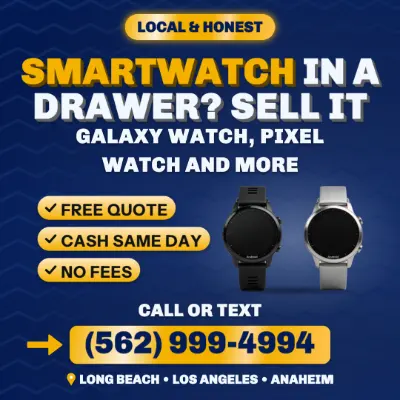 LOCAL & HONEST
SMARTWATCH IN A
DRAWER? SELL IT
GALAXY WATCH, PIXEL
WATCH AND MORE
FREE QUOTE
CASH SAME DAY
NO FEES
CALL OR TEXT
(562) 999-4994
LONG BEACH • LOS ANGELES • ANAHEIM